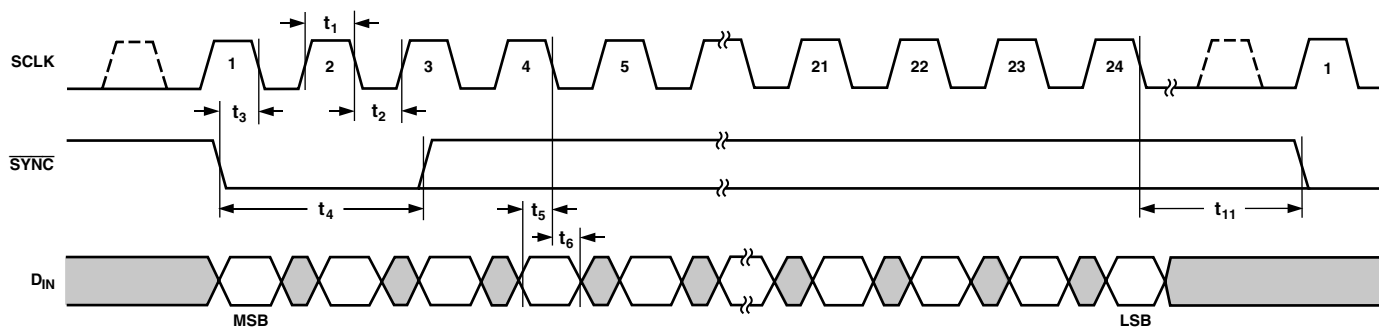 t1
SCLK 1 2 3 4 5 21 22 23 24 1
t3 t2
SYNC
t4 t11
t5
t6
DIN
MSB LSB